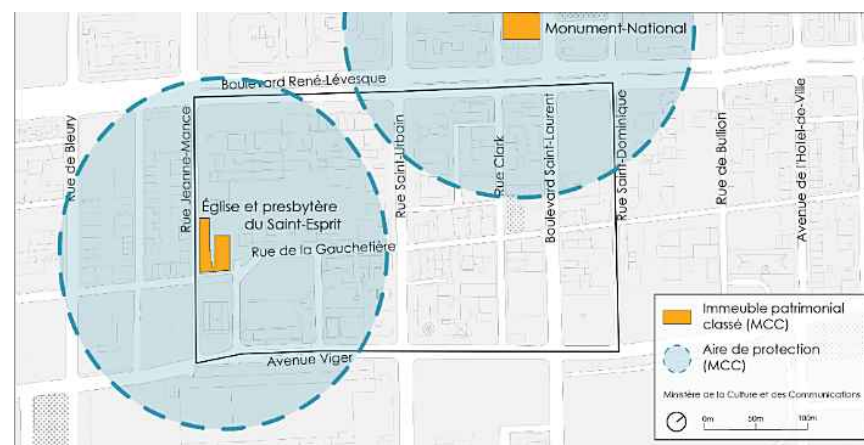 Monument-National
Boulevard René-Lévesque
Rue de Bleury
Rue Jeanne-Mance
Rue Saint-Urbain
Rue Clark
Boulevard Saint-Laurent
Rue Saint-Dominique
Rue de Bullion
Avenue de l'Hotel-de-Ville
Église et presbytère
du Saint-Esprit
Rue de la Gauchetière
Avenue Viger
Immeuble patrimonial
classé (MCC)
Aire de protection
(MCC)
Ministère de la Culture et des Communications
0m 50m 100m